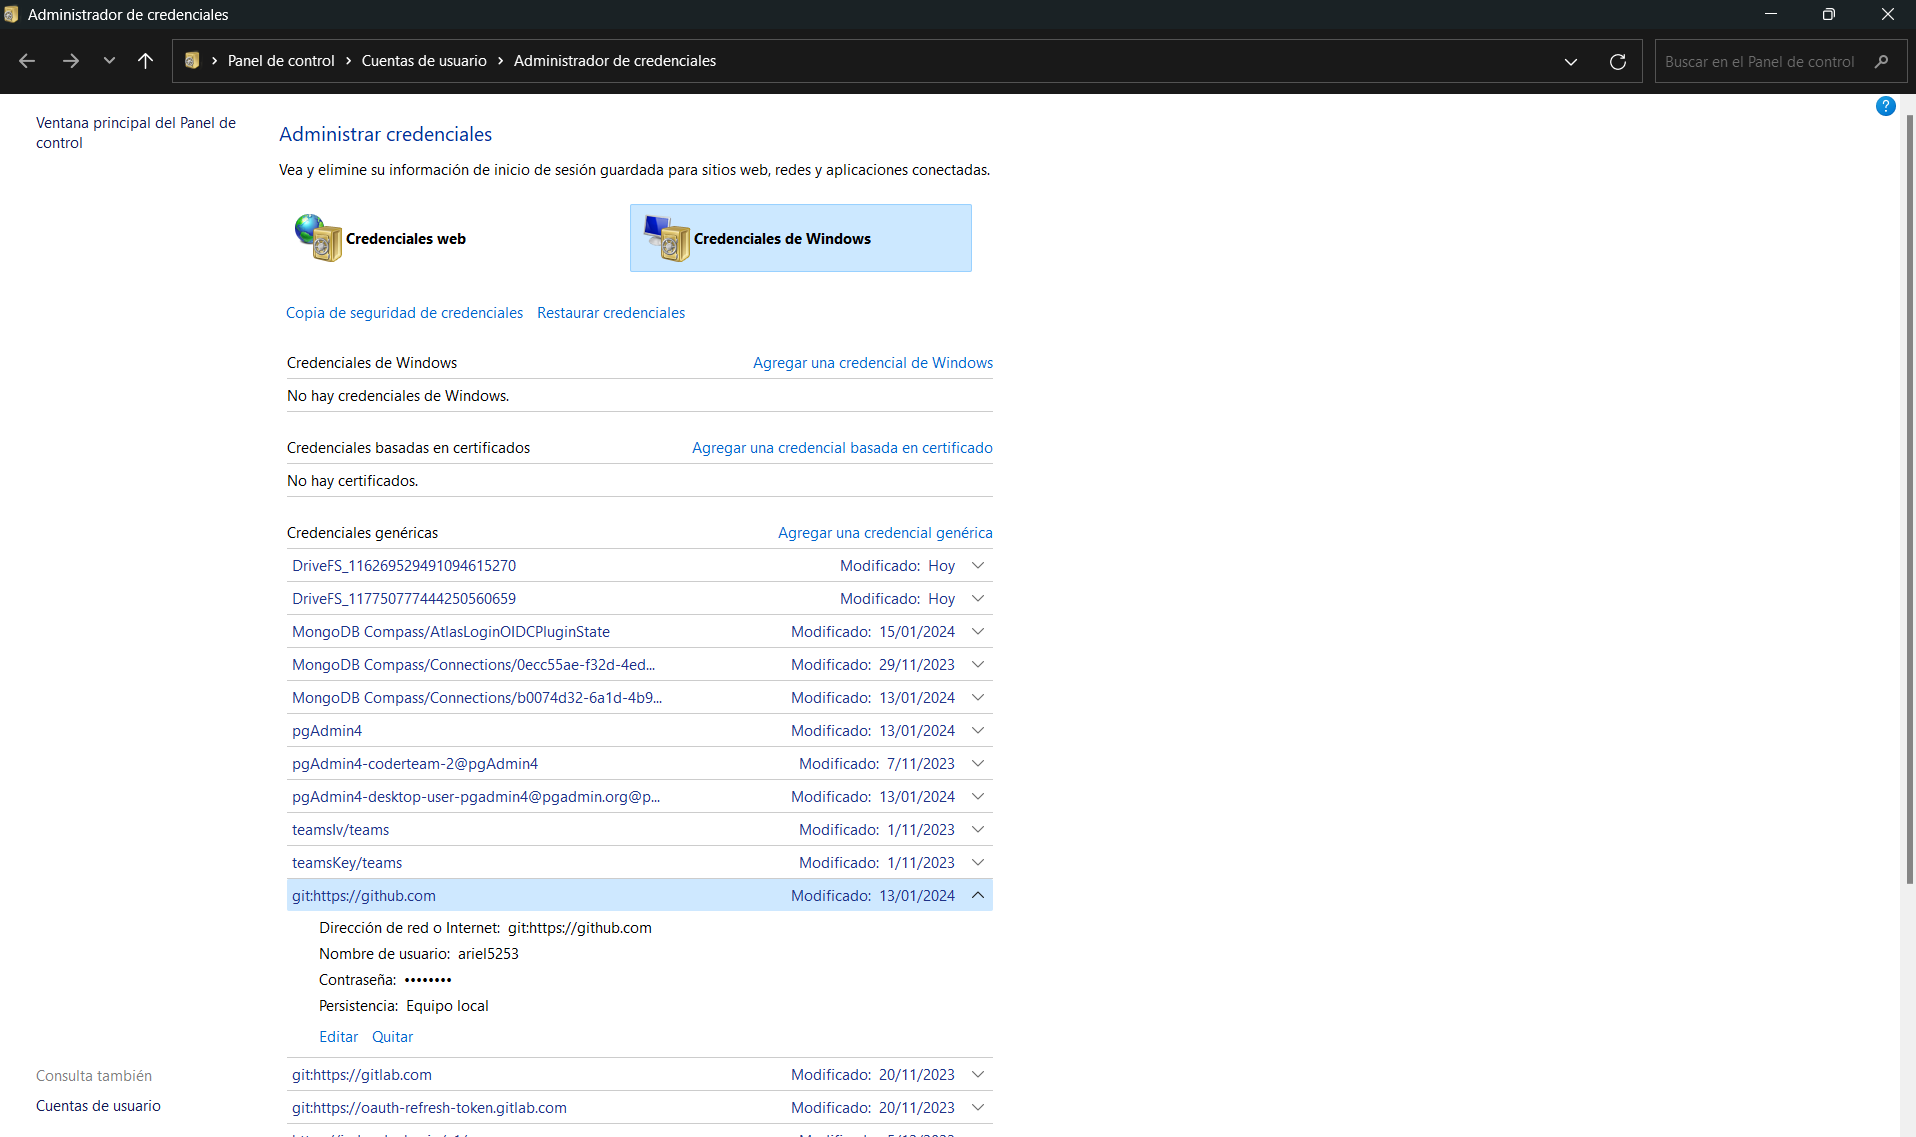 Administrador de credenciales
Panel de control › Cuentas de usuario › Administrador de credenciales
Buscar en el Panel de control
?
Ventana principal del Panel de
control
Administrar credenciales
Vea y elimine su información de inicio de sesión guardada para sitios web, redes y aplicaciones conectadas.
Credenciales web
Credenciales de Windows
Copia de seguridad de credenciales Restaurar credenciales
Credenciales de Windows Agregar una credencial de Windows
No hay credenciales de Windows.
Credenciales basadas en certificados Agregar una credencial basada en certificado
No hay certificados.
Credenciales genéricas Agregar una credencial genérica
DriveFS_116269529491094615270 Modificado: Hoy
DriveFS_117750777444250560659 Modificado: Hoy
MongoDB Compass/AtlasLoginOIDCPluginState Modificado: 15/01/2024
MongoDB Compass/Connections/0ecc55ae-f32d-4ed... Modificado: 29/11/2023
MongoDB Compass/Connections/b0074d32-6a1d-4b9... Modificado: 13/01/2024
pgAdmin4 Modificado: 13/01/2024
pgAdmin4-coderteam-2@pgAdmin4 Modificado: 7/11/2023
pgAdmin4-desktop-user-pgadmin4@pgadmin.org@p... Modificado: 13/01/2024
teamsIv/teams Modificado: 1/11/2023
teamsKey/teams Modificado: 1/11/2023
git:https://github.com Modificado: 13/01/2024
Dirección de red o Internet: git:https://github.com
Nombre de usuario: ariel5253
Contraseña: ••••••••
Persistencia: Equipo local
Editar Quitar
git:https://gitlab.com Modificado: 20/11/2023
git:https://oauth-refresh-token.gitlab.com Modificado: 20/11/2023
Consulta también
Cuentas de usuario